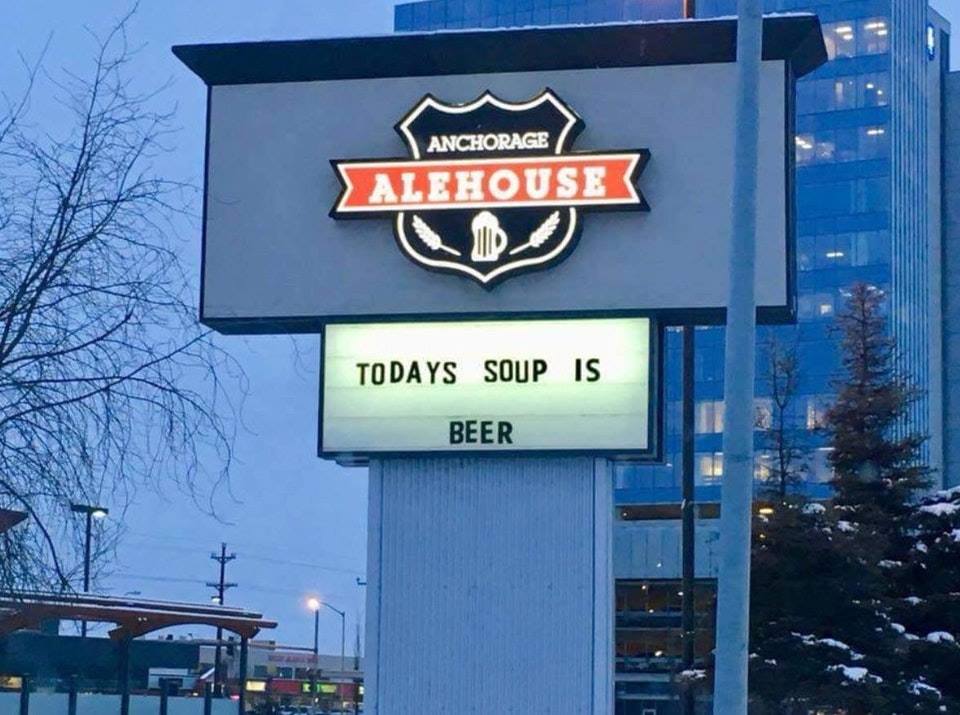 ANCHORAGE
ALEHOUSE
TODAYS SOUP IS
BEER